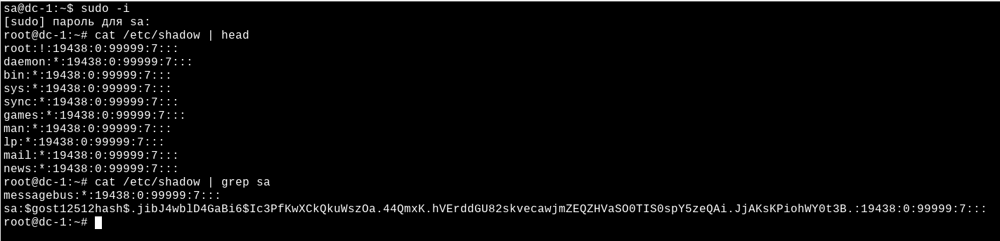 sa@dc-1:~$ sudo -i
[sudo] пароль для sa:
root@dc-1:~# cat /etc/shadow | head
root:!:19438:0:99999:7:::
daemon:*:19438:0:99999:7:::
bin:*:19438:0:99999:7:::
sys:*:19438:0:99999:7:::
sync:*:19438:0:99999:7:::
games:*:19438:0:99999:7:::
man:*:19438:0:99999:7:::
lp:*:19438:0:99999:7:::
mail:*:19438:0:99999:7:::
news:*:19438:0:99999:7:::
root@dc-1:~# cat /etc/shadow | grep sa
messagebus:*:19438:0:99999:7:::
sa:$gost12512hash$.jibJ4wblD4GaBi6$Ic3PfKwXCkQkuWszOa.44QmxK.hVErddGU82skvecawjmZEQZHVaSO0TIS0spY5zeQAi.JjAKsKPiohWY0t3B.:19438:0:99999:7:::
root@dc-1:~#